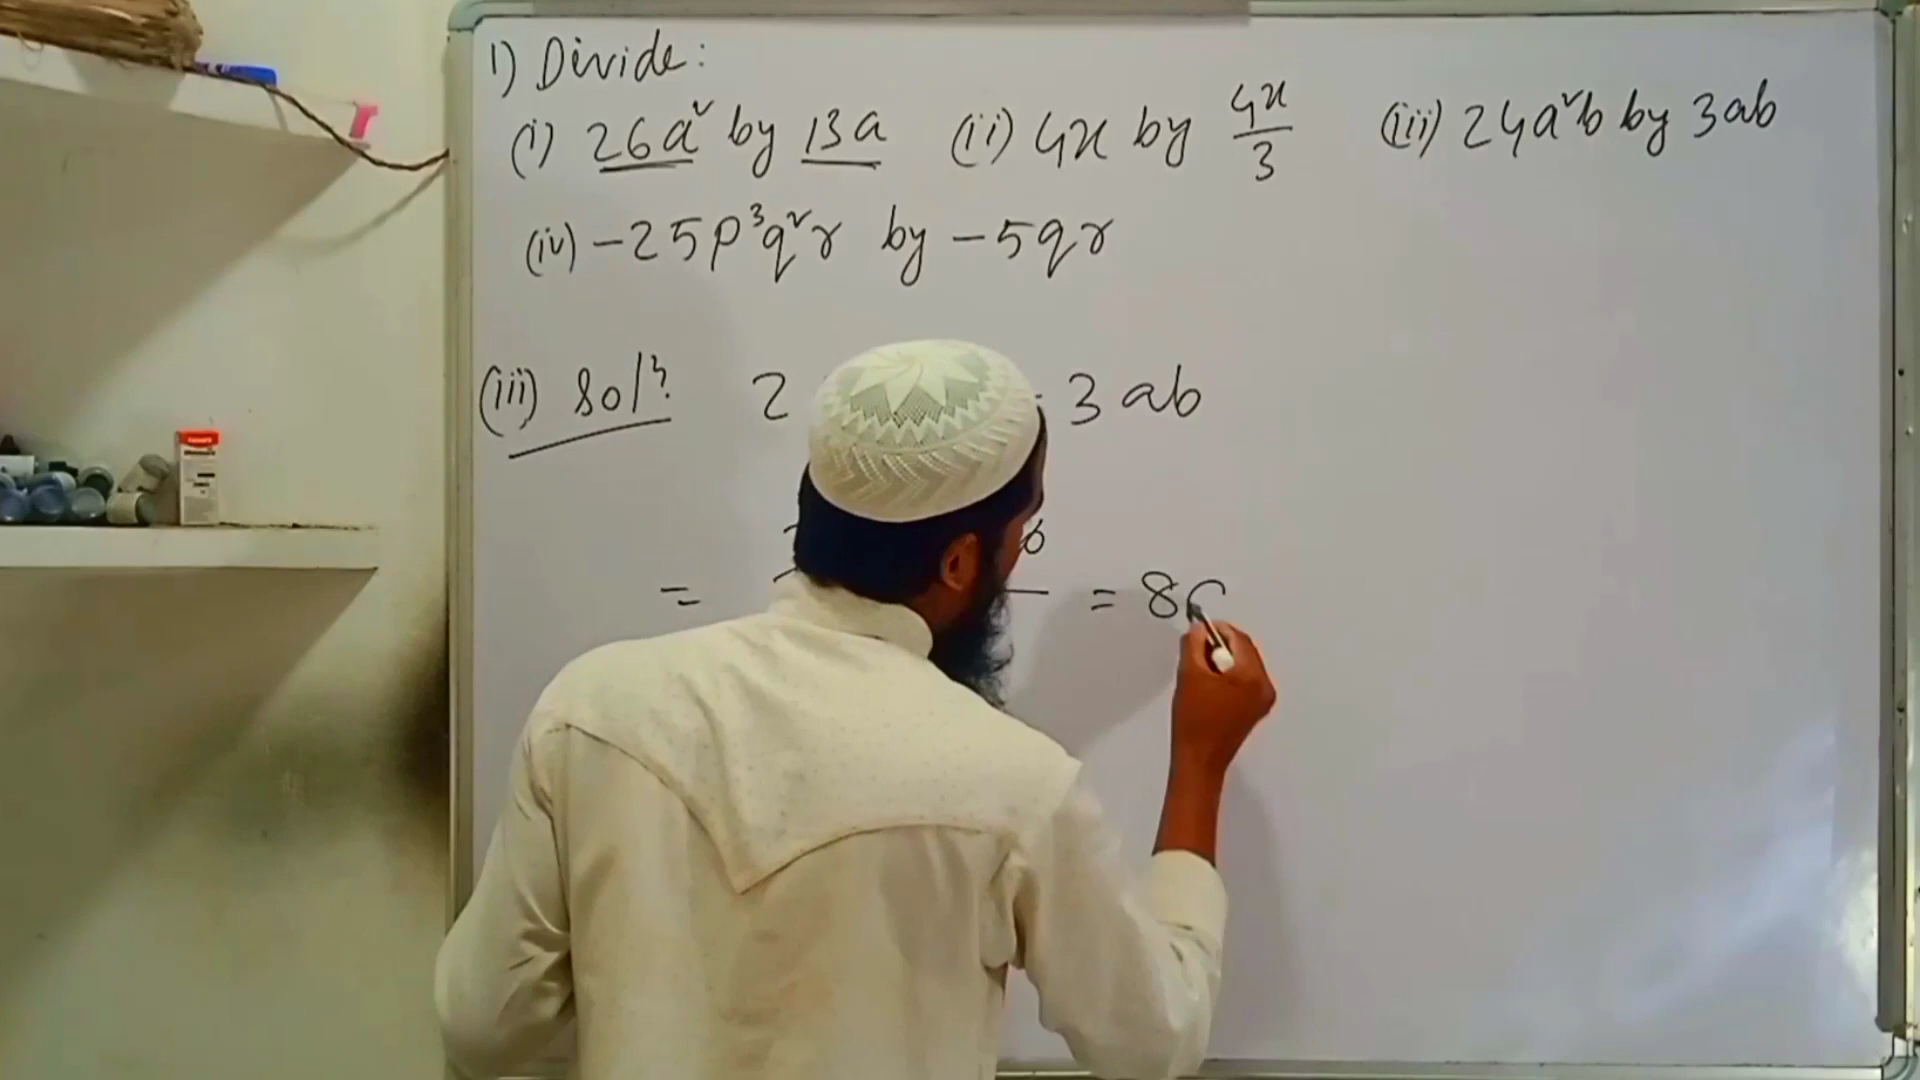 1) Divide:
(i) 26a² by 13a (ii) 4x by 4x/3 (iii) 24a²b by 3ab
(iv) -25p³q²r by -5qr
(iii) Sol?: 2 3ab
= = 8